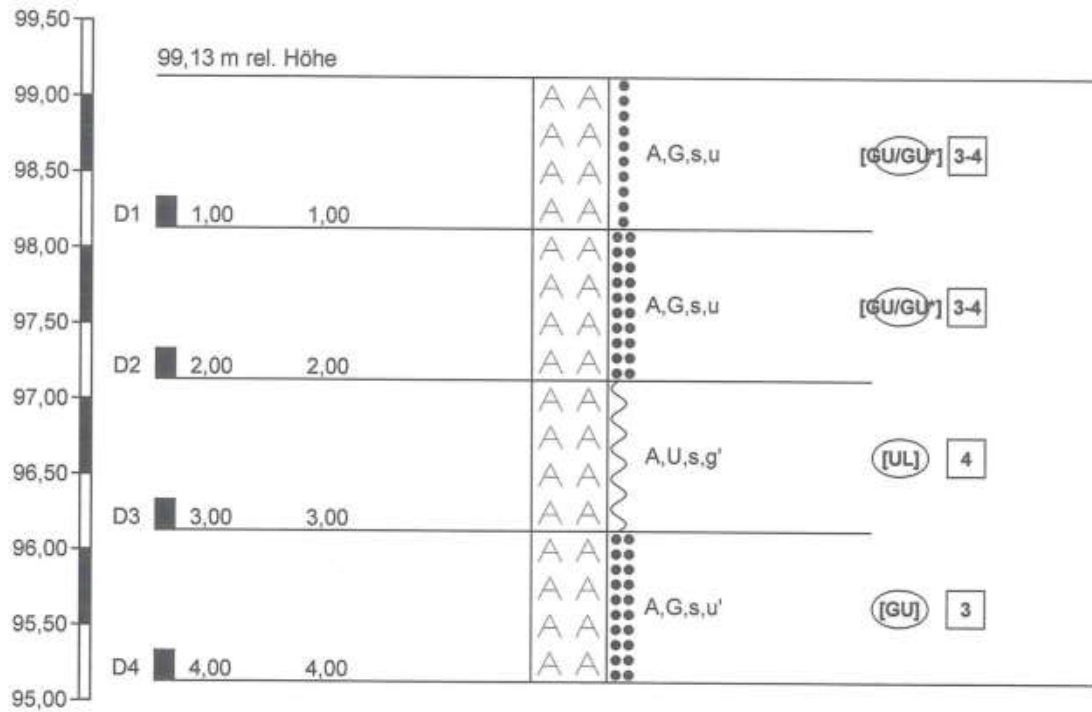 99,50
99,13 m rel. Höhe
99,00
A A
A A
A,G,s,u [GU/GU*] 3-4
98,50
A A
A A
D1 1,00 1,00
98,00
A A
A A
A,G,s,u [GU/GU*] 3-4
97,50
A A
A A
D2 2,00 2,00
97,00
A A
A A
A,U,s,g' [UL] 4
96,50
A A
A A
D3 3,00 3,00
96,00
A A
A A
A,G,s,u' [GU] 3
95,50
A A
A A
D4 4,00 4,00
95,00